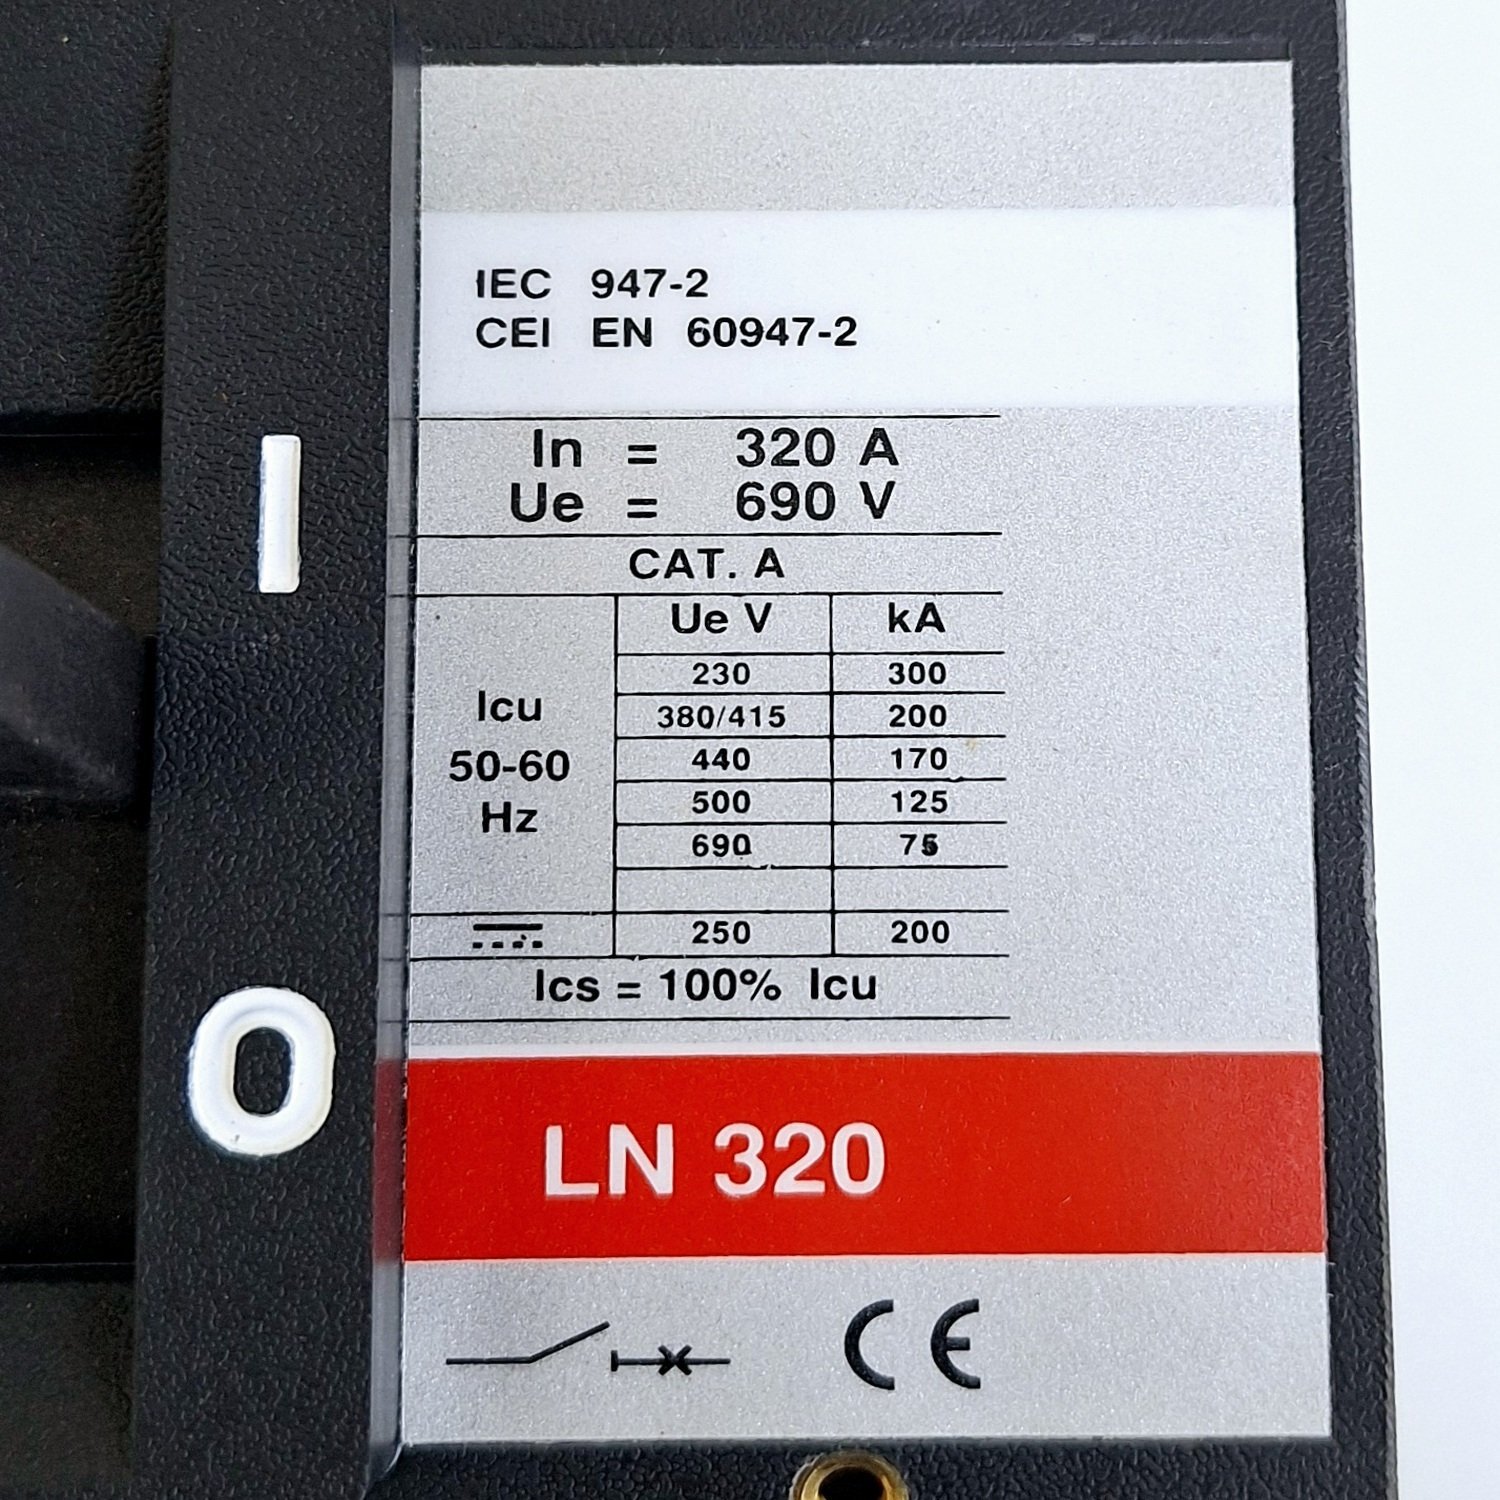 I
O
IEC 947-2
CEI EN 60947-2
In = 320 A
Ue = 690 V
CAT. A
Ue V kA
Icu
50-60
Hz
230 300
380/415 200
440 170
500 125
690 75
250 200
Ics = 100% Icu
LN 320
CE